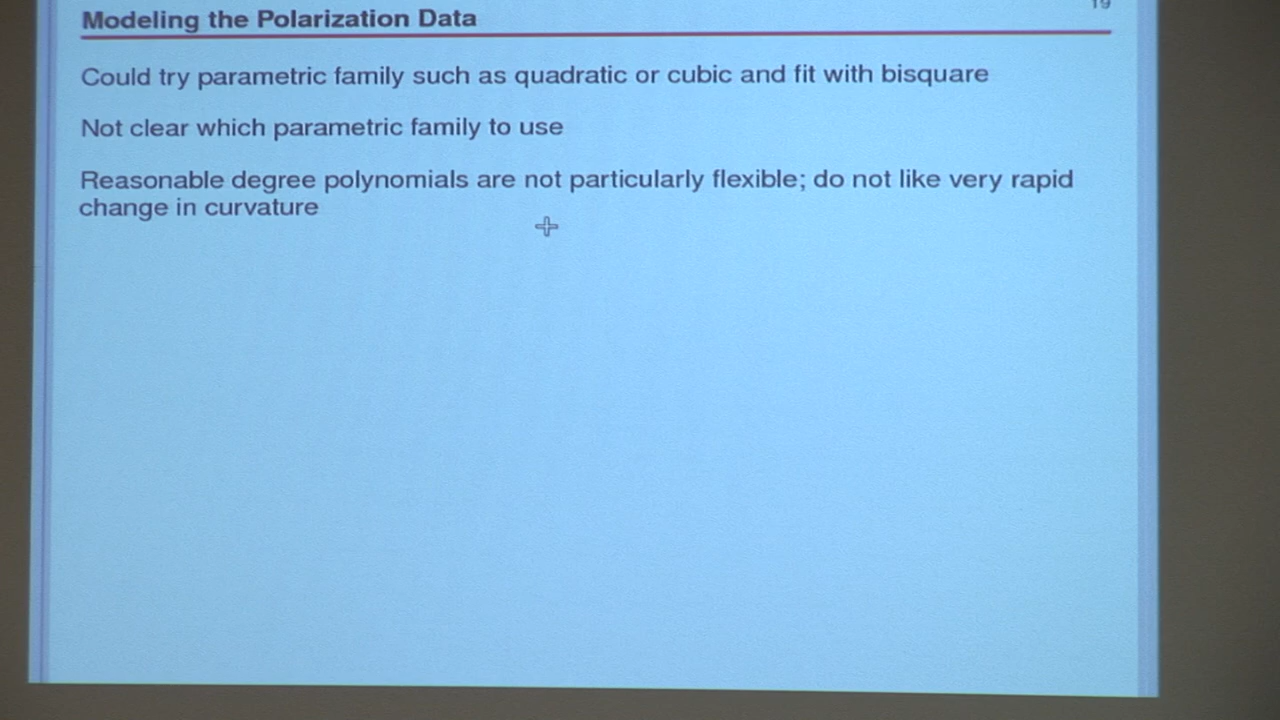 19
Modeling the Polarization Data
Could try parametric family such as quadratic or cubic and fit with bisquare
Not clear which parametric family to use
Reasonable degree polynomials are not particularly flexible; do not like very rapid
change in curvature